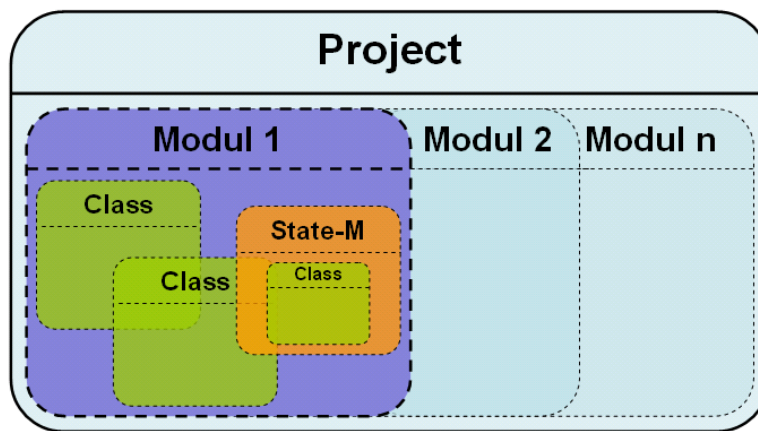 Project
Modul 1
Modul 2
Modul n
Class
State-M
Class
Class